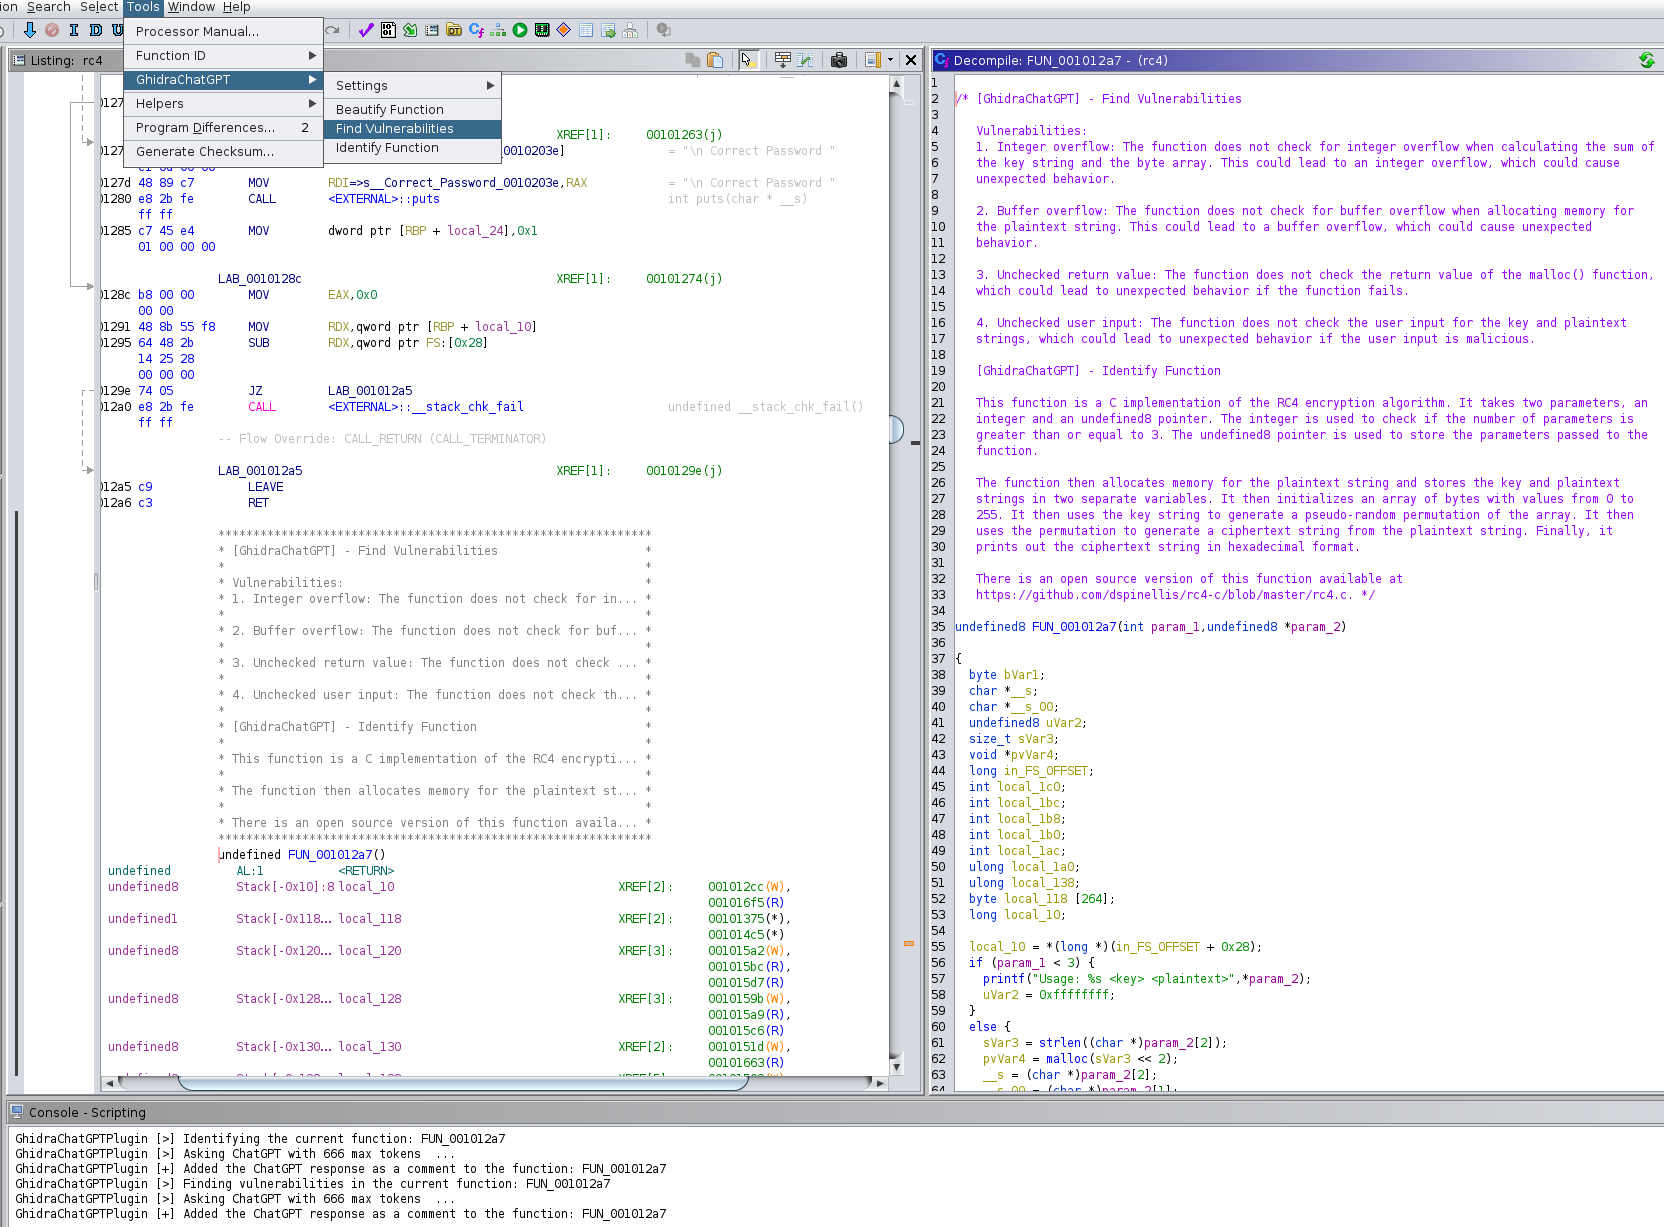 ion Search Select Tools Window Help
Processor Manual...
Function ID
GhidraChatGPT
Helpers
Program Differences... 2
Generate Checksum...
Settings
Beautify Function
Find Vulnerabilities
Identify Function
Listing: rc4
XREF[1]: 00101263(j)
0010203e] = "\n Correct Password "
0127d 48 89 c7 MOV RDI=>s__Correct_Password_0010203e,RAX = "\n Correct Password "
01280 e8 2b fe CALL <EXTERNAL>::puts int puts(char * __s)
ff ff
01285 c7 45 e4 MOV dword ptr [RBP + local_24],0x1
01 00 00 00
LAB_0010128c XREF[1]: 00101274(j)
0128c b8 00 00 MOV EAX,0x0
00 00
01291 48 8b 55 f8 MOV RDX,qword ptr [RBP + local_10]
01295 64 48 2b SUB RDX,qword ptr FS:[0x28]
14 25 28
00 00 00
0129e 74 05 JZ LAB_001012a5
012a0 e8 2b fe CALL <EXTERNAL>::__stack_chk_fail undefined __stack_chk_fail()
ff ff
-- Flow Override: CALL_RETURN (CALL_TERMINATOR)
LAB_001012a5 XREF[1]: 0010129e(j)
012a5 c9 LEAVE
012a6 c3 RET
**************************************************************
* [GhidraChatGPT] - Find Vulnerabilities *
* *
* Vulnerabilities: *
* 1. Integer overflow: The function does not check for in... *
* *
* 2. Buffer overflow: The function does not check for buf... *
* *
* 3. Unchecked return value: The function does not check ... *
* *
* 4. Unchecked user input: The function does not check th... *
* *
* [GhidraChatGPT] - Identify Function *
* *
* This function is a C implementation of the RC4 encrypti... *
* *
* The function then allocates memory for the plaintext st... *
* *
* There is an open source version of this function availa... *
**************************************************************
undefined FUN_001012a7()
undefined AL:1 <RETURN>
undefined8 Stack[-0x10]:8 local_10 XREF[2]: 001012cc(W),
001016f5(R)
undefined1 Stack[-0x118... local_118 XREF[2]: 00101375(*),
001014c5(*)
undefined8 Stack[-0x120... local_120 XREF[3]: 001015a2(W),
001015bc(R),
001015d7(R)
undefined8 Stack[-0x128... local_128 XREF[3]: 0010159b(W),
001015a9(R),
001015c6(R)
undefined8 Stack[-0x130... local_130 XREF[2]: 0010151d(W),
00101663(R)
Decompile: FUN_001012a7 - (rc4)
1
2 /* [GhidraChatGPT] - Find Vulnerabilities
3
4 Vulnerabilities:
5 1. Integer overflow: The function does not check for integer overflow when calculating the sum of
6 the key string and the byte array. This could lead to an integer overflow, which could cause
7 unexpected behavior.
8
9 2. Buffer overflow: The function does not check for buffer overflow when allocating memory for
10 the plaintext string. This could lead to a buffer overflow, which could cause unexpected
11 behavior.
12
13 3. Unchecked return value: The function does not check the return value of the malloc() function,
14 which could lead to unexpected behavior if the function fails.
15
16 4. Unchecked user input: The function does not check the user input for the key and plaintext
17 strings, which could lead to unexpected behavior if the user input is malicious.
18
19 [GhidraChatGPT] - Identify Function
20
21 This function is a C implementation of the RC4 encryption algorithm. It takes two parameters, an
22 integer and an undefined8 pointer. The integer is used to check if the number of parameters is
23 greater than or equal to 3. The undefined8 pointer is used to store the parameters passed to the
24 function.
25
26 The function then allocates memory for the plaintext string and stores the key and plaintext
27 strings in two separate variables. It then initializes an array of bytes with values from 0 to
28 255. It then uses the key string to generate a pseudo-random permutation of the array. It then
29 uses the permutation to generate a ciphertext string from the plaintext string. Finally, it
30 prints out the ciphertext string in hexadecimal format.
31
32 There is an open source version of this function available at
33 https://github.com/dspinellis/rc4-c/blob/master/rc4.c. */
34
35 undefined8 FUN_001012a7(int param_1,undefined8 *param_2)
36
37 {
38 byte bVar1;
39 char *__s;
40 char *__s_00;
41 undefined8 uVar2;
42 size_t sVar3;
43 void *pvVar4;
44 long in_FS_OFFSET;
45 int local_1c0;
46 int local_1bc;
47 int local_1b8;
48 int local_1b0;
49 int local_1ac;
50 ulong local_1a0;
51 ulong local_138;
52 byte local_118 [264];
53 long local_10;
54
55 local_10 = *(long *)(in_FS_OFFSET + 0x28);
56 if (param_1 < 3) {
57 printf("Usage: %s <key> <plaintext>",*param_2);
58 uVar2 = 0xffffffff;
59 }
60 else {
61 sVar3 = strlen((char *)param_2[2]);
62 pvVar4 = malloc(sVar3 << 2);
63 __s = (char *)param_2[2];
64 __s_00 = (char *)param_2[1];
Console - Scripting
GhidraChatGPTPlugin [>] Identifying the current function: FUN_001012a7
GhidraChatGPTPlugin [>] Asking ChatGPT with 666 max tokens ...
GhidraChatGPTPlugin [+] Added the ChatGPT response as a comment to the function: FUN_001012a7
GhidraChatGPTPlugin [>] Finding vulnerabilities in the current function: FUN_001012a7
GhidraChatGPTPlugin [>] Asking ChatGPT with 666 max tokens ...
GhidraChatGPTPlugin [+] Added the ChatGPT response as a comment to the function: FUN_001012a7